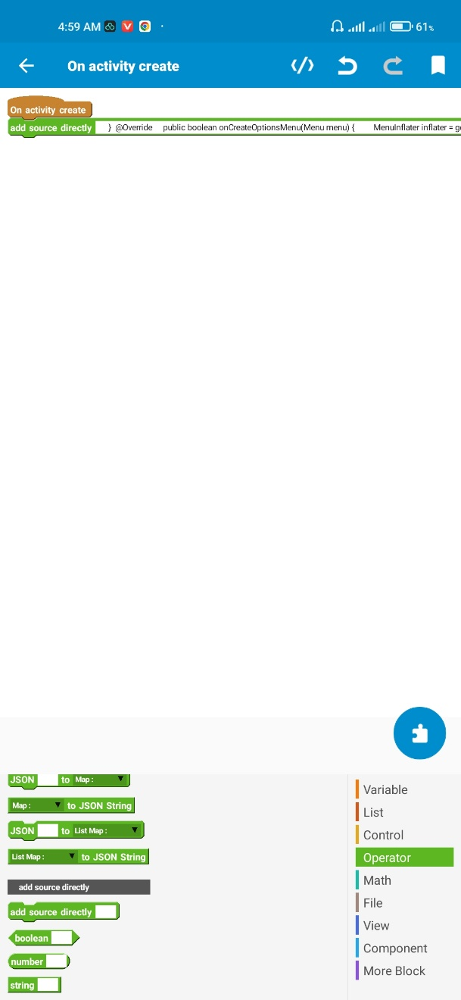 4:59 AM
61%
On activity create
On activity create
add source directly } @Override public boolean onCreateOptionsMenu(Menu menu) { MenuInflater inflater =
JSON to Map :
Map : to JSON String
JSON to List Map :
List Map : to JSON String
add source directly
add source directly
boolean
number
string
Variable
List
Control
Operator
Math
File
View
Component
More Block